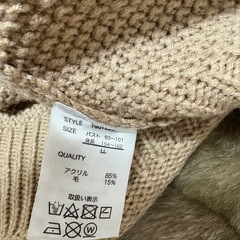 STYLE
SIZE バスト 93～101
身長 154～162
LL
QUALITY
アクリル 85%
毛 15%
取扱い表示